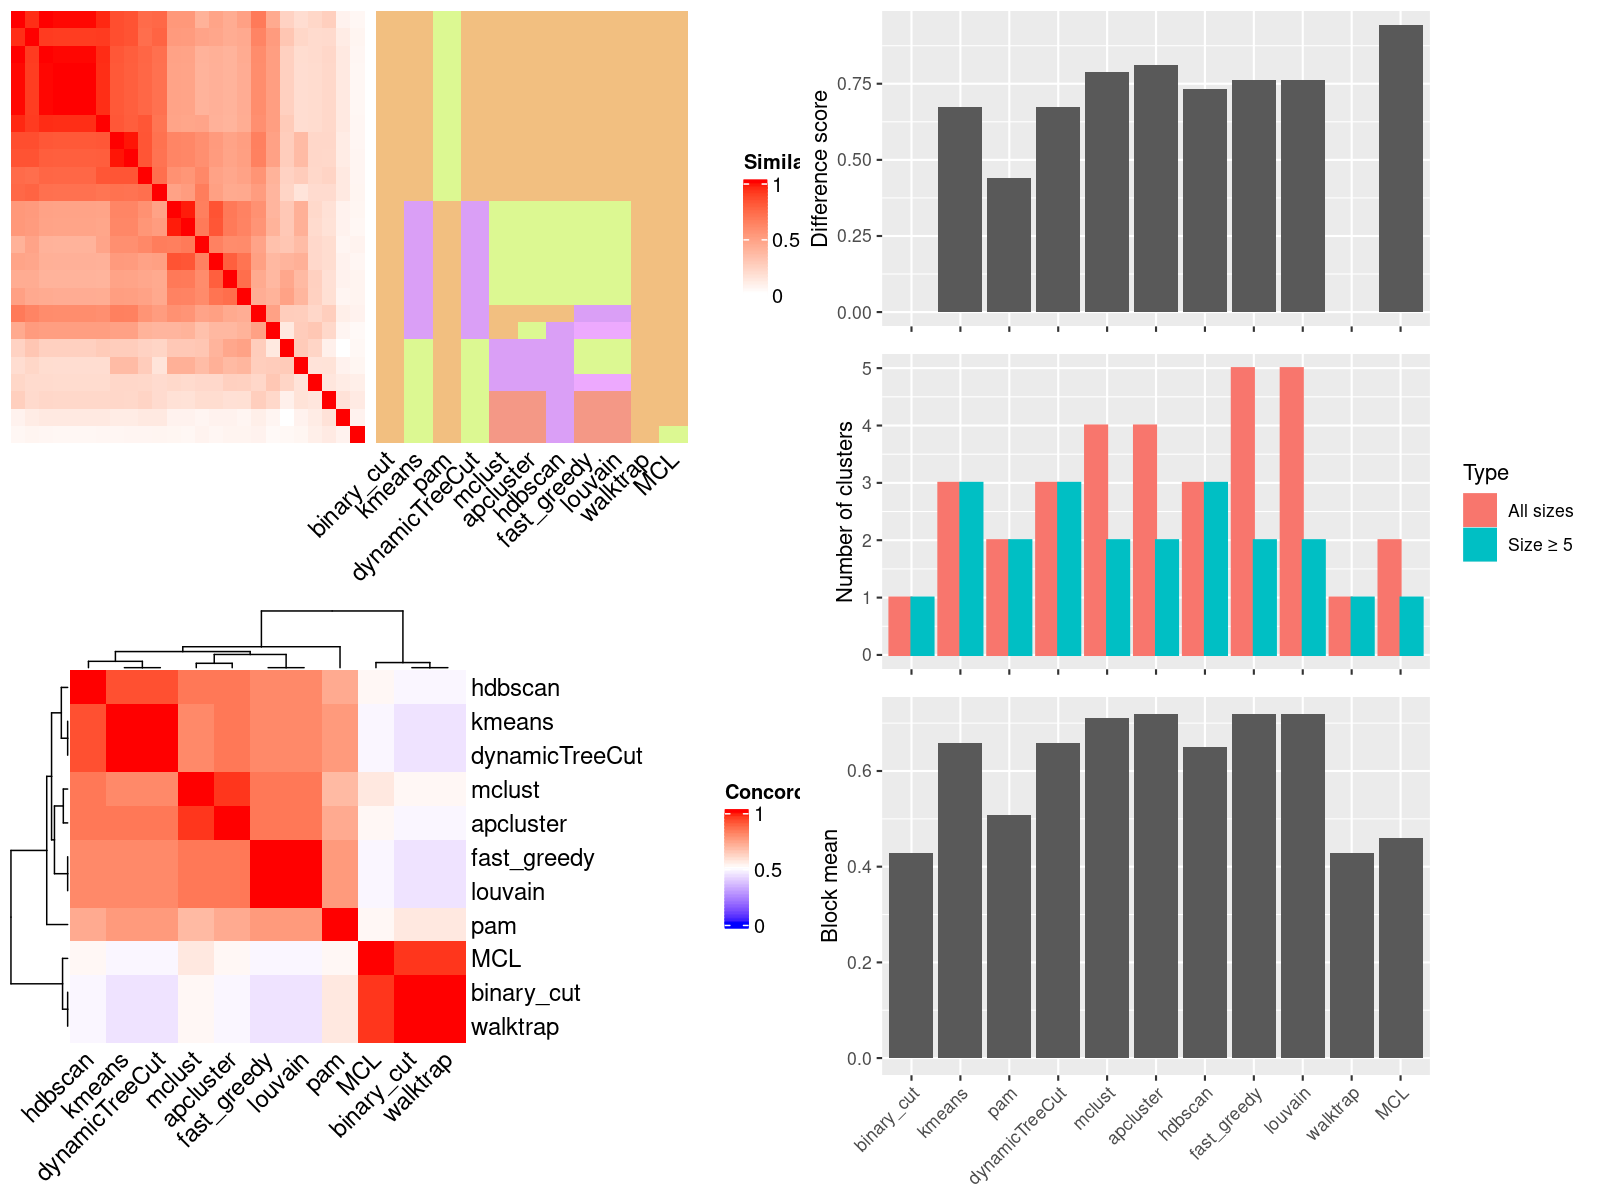 Simila
1
0.5
0
binary_cut
kmeans
pam
dynamicTreeCut
mclust
apcluster
hdbscan
fast_greedy
louvain
walktrap
MCL
Difference score
0.75
0.50
0.25
0.00
Number of clusters
5
4
3
2
1
0
Type
All sizes
Size ≥ 5
hdbscan
kmeans
dynamicTreeCut
mclust
apcluster
fast_greedy
louvain
pam
MCL
binary_cut
walktrap
hdbscan
kmeans
dynamicTreeCut
mclust
apcluster
fast_greedy
louvain
pam
MCL
binary_cut
walktrap
Concord
1
0.5
0
Block mean
0.6
0.4
0.2
0.0
binary_cut
kmeans
pam
dynamicTreeCut
mclust
apcluster
hdbscan
fast_greedy
louvain
walktrap
MCL